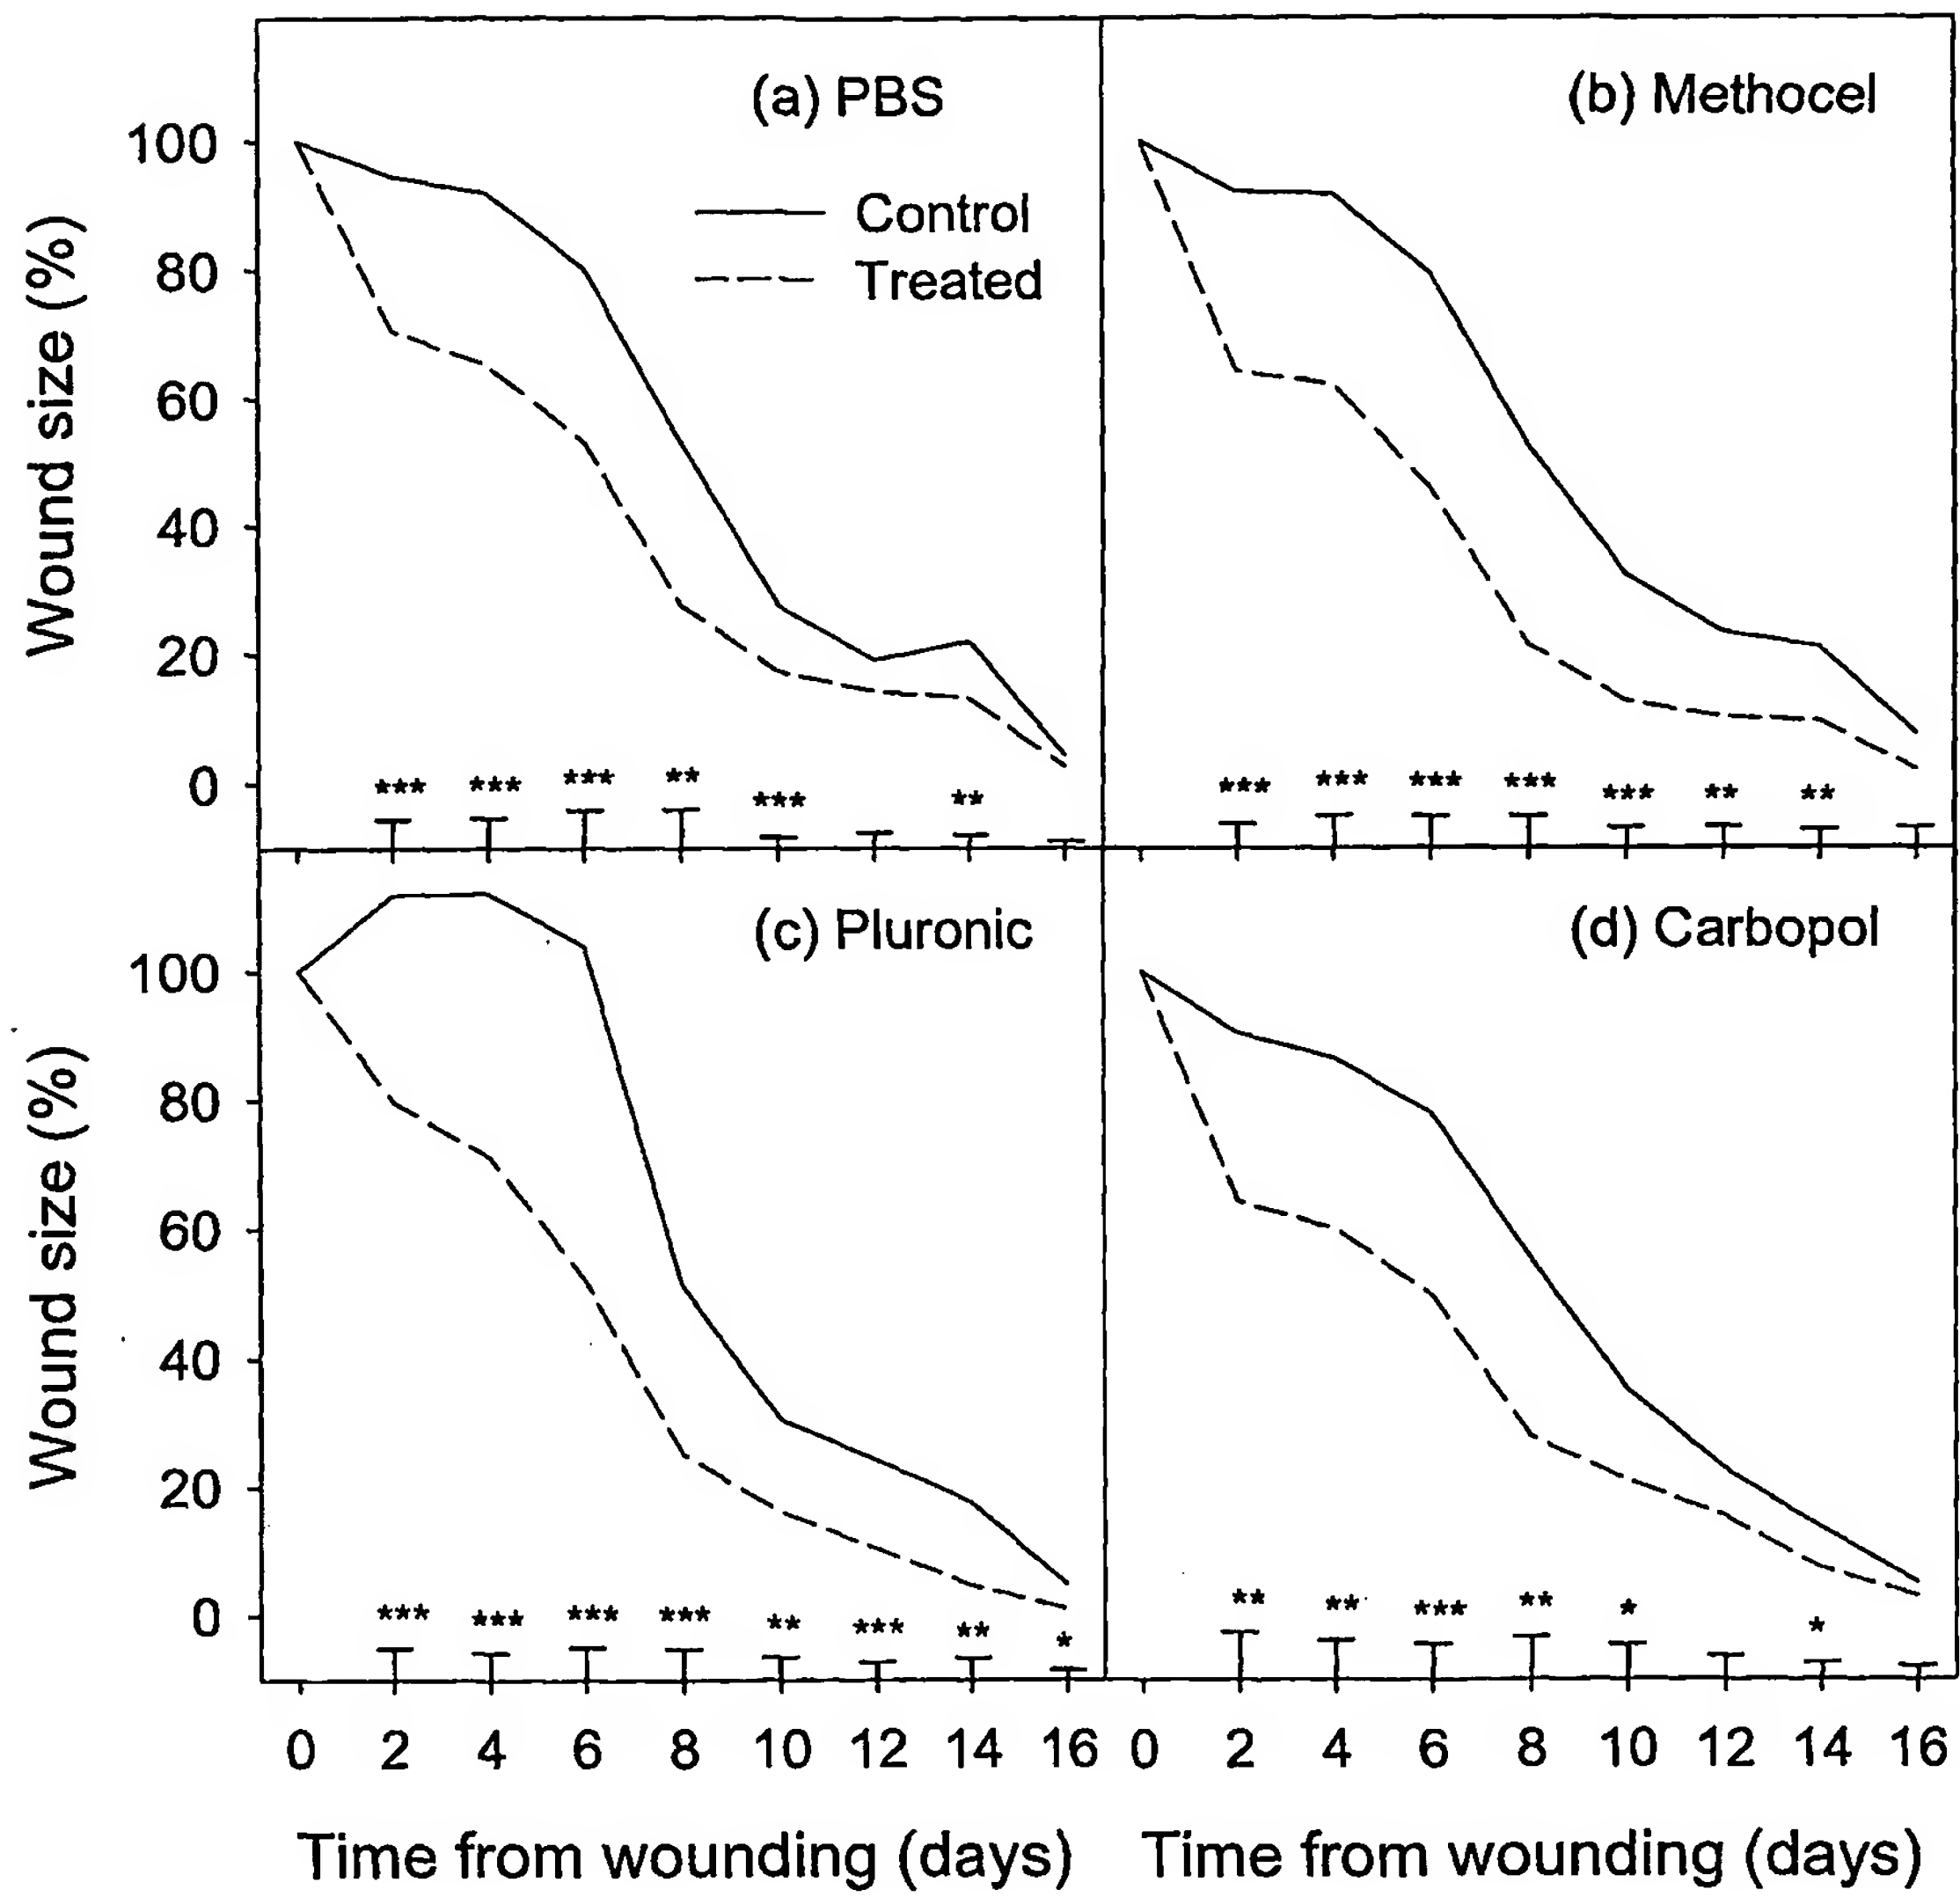 (a) PBS
(b) Methocel
100
80
60
40
20
0
Wound size (%)
Control
Treated
*** *** *** ** *** **
*** *** *** *** *** ** **
(c) Pluronic
(d) Carbopol
100
80
60
40
20
0
Wound size (%)
*** *** *** *** ** *** ** *
** ** *** ** * *
0 2 4 6 8 10 12 14 16
0 2 4 6 8 10 12 14 16
Time from wounding (days)
Time from wounding (days)